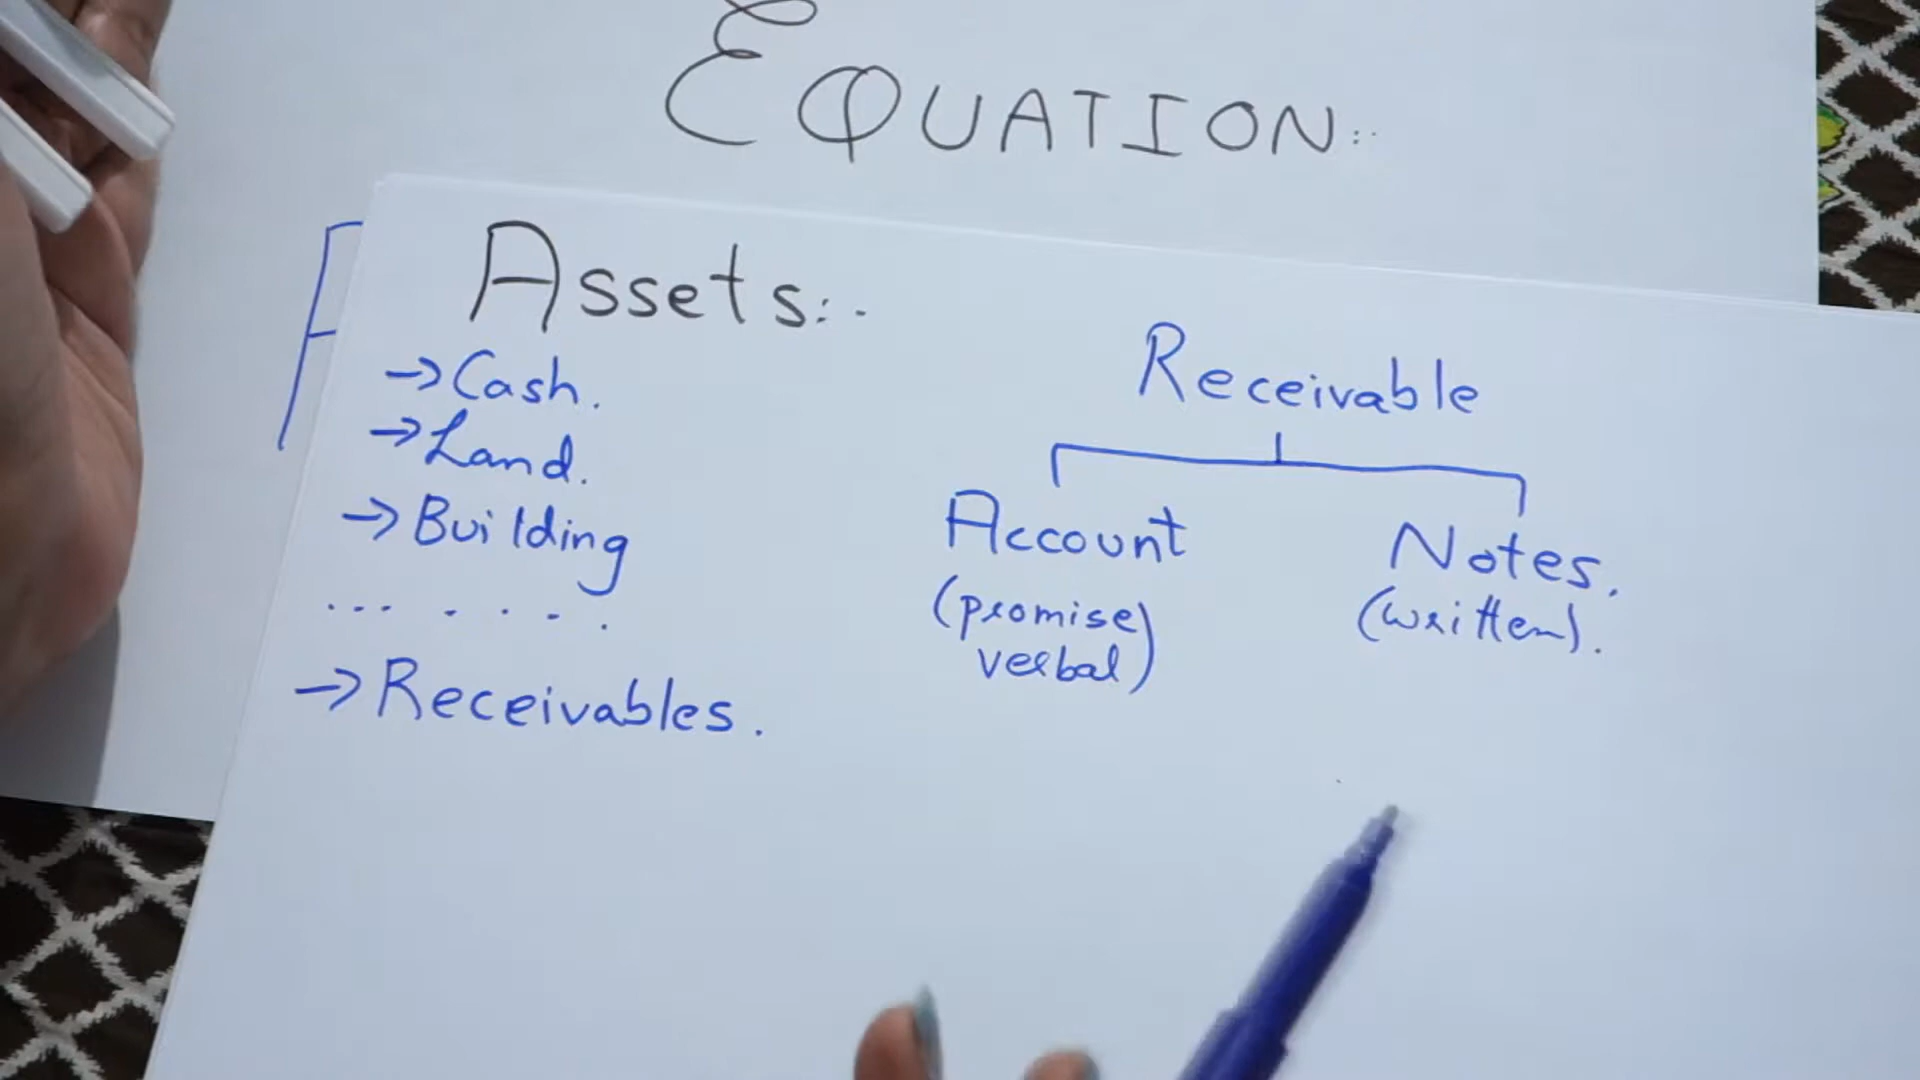 EQUATION:
Assets:
→ Cash.
→ Land.
→ Building
... . . . .
→ Receivables.
Receivable
Account
(promise)
verbal)
Notes.
(written).